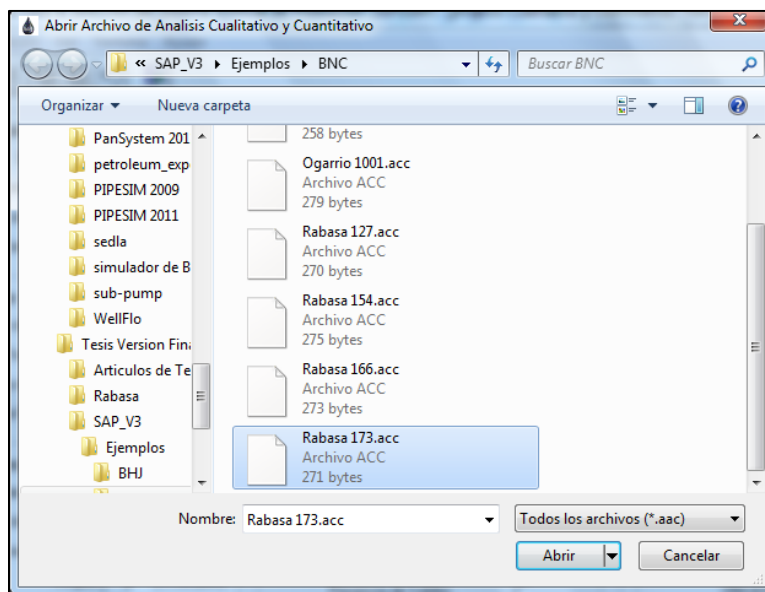 Abrir Archivo de Analisis Cualitativo y Cuantitativo
« SAP_V3 Ejemplos BNC
Buscar BNC
Organizar
Nueva carpeta
PanSystem 201
petroleum_exp
PIPESIM 2009
PIPESIM 2011
sedla
simulador de B
sub-pump
WellFlo
Tesis Version Fin
Articulos de Te
Rabasa
SAP_V3
Ejemplos
BHJ
258 bytes
Ogarrio 1001.acc
Archivo ACC
279 bytes
Rabasa 127.acc
Archivo ACC
270 bytes
Rabasa 154.acc
Archivo ACC
275 bytes
Rabasa 166.acc
Archivo ACC
273 bytes
Rabasa 173.acc
Archivo ACC
271 bytes
Nombre: Rabasa 173.acc
Todos los archivos (*.aac)
Abrir
Cancelar